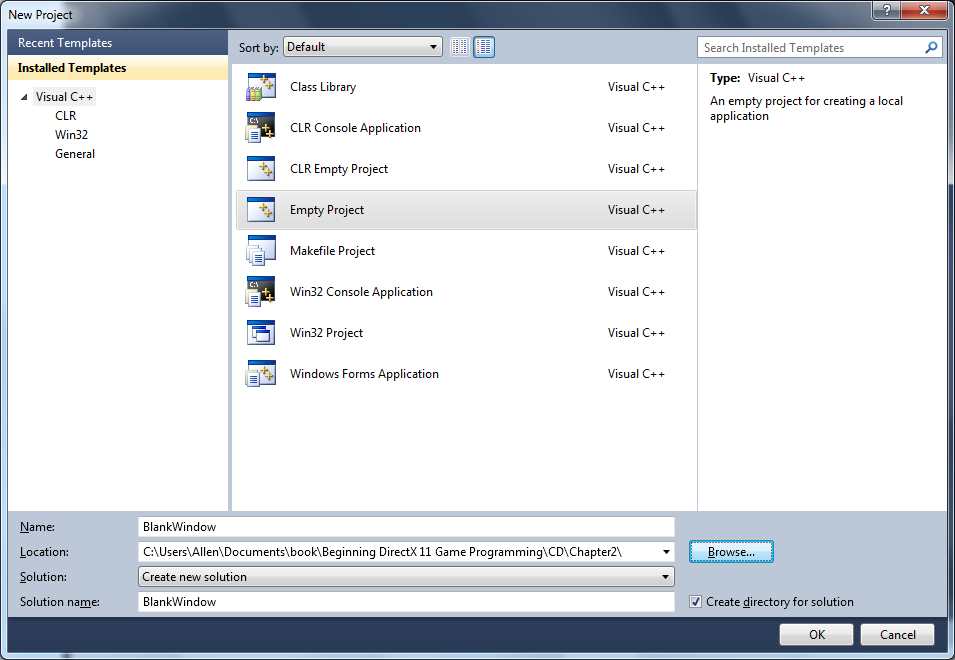 New Project
?
Recent Templates
Installed Templates
Visual C++
CLR
Win32
General
Sort by: Default
Search Installed Templates
Class Library Visual C++
CLR Console Application Visual C++
CLR Empty Project Visual C++
Empty Project Visual C++
Makefile Project Visual C++
Win32 Console Application Visual C++
Win32 Project Visual C++
Windows Forms Application Visual C++
Type: Visual C++
An empty project for creating a local
application
Name: BlankWindow
Location: C:\Users\Allen\Documents\book\Beginning DirectX 11 Game Programming\CD\Chapter2\ Browse...
Solution: Create new solution
Solution name: BlankWindow Create directory for solution
OK Cancel